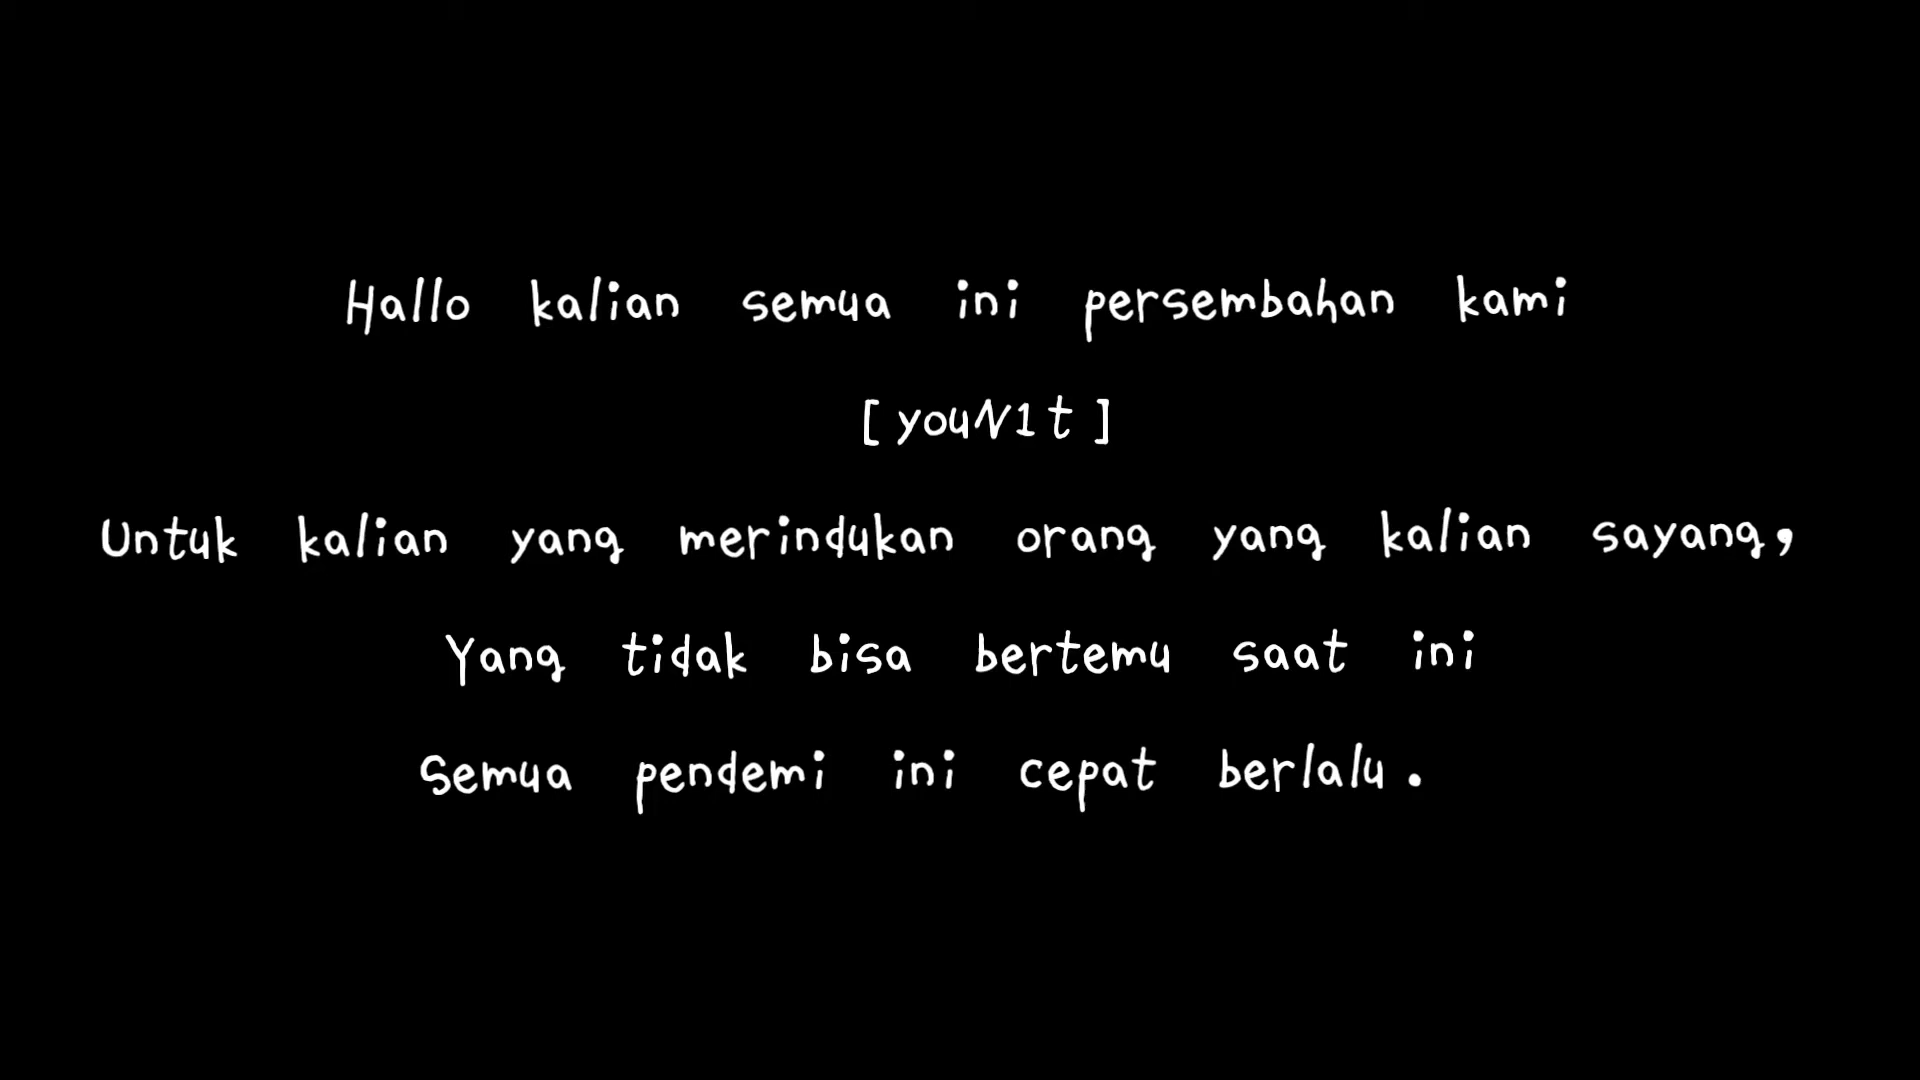 Hallo kalian semua ini persembahan kami
[youN1t]
Untuk kalian yang merindukan orang yang kalian sayang,
Yang tidak bisa bertemu saat ini
Semua pendemi ini cepat berlalu.